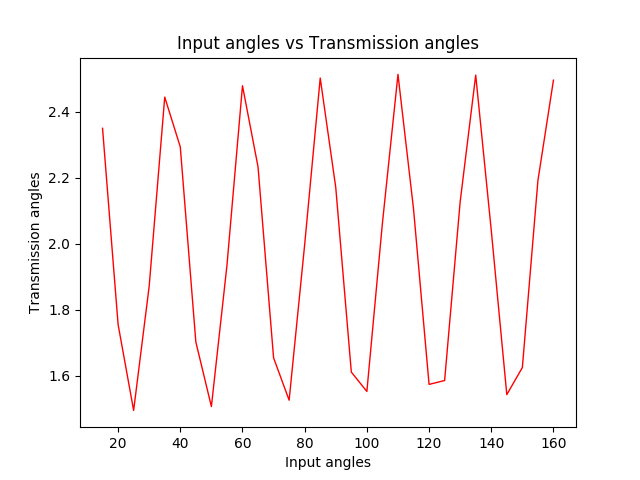 Input angles vs Transmission angles
Transmission angles
2.4
2.2
2.0
1.8
1.6
20 40 60 80 100 120 140 160
Input angles